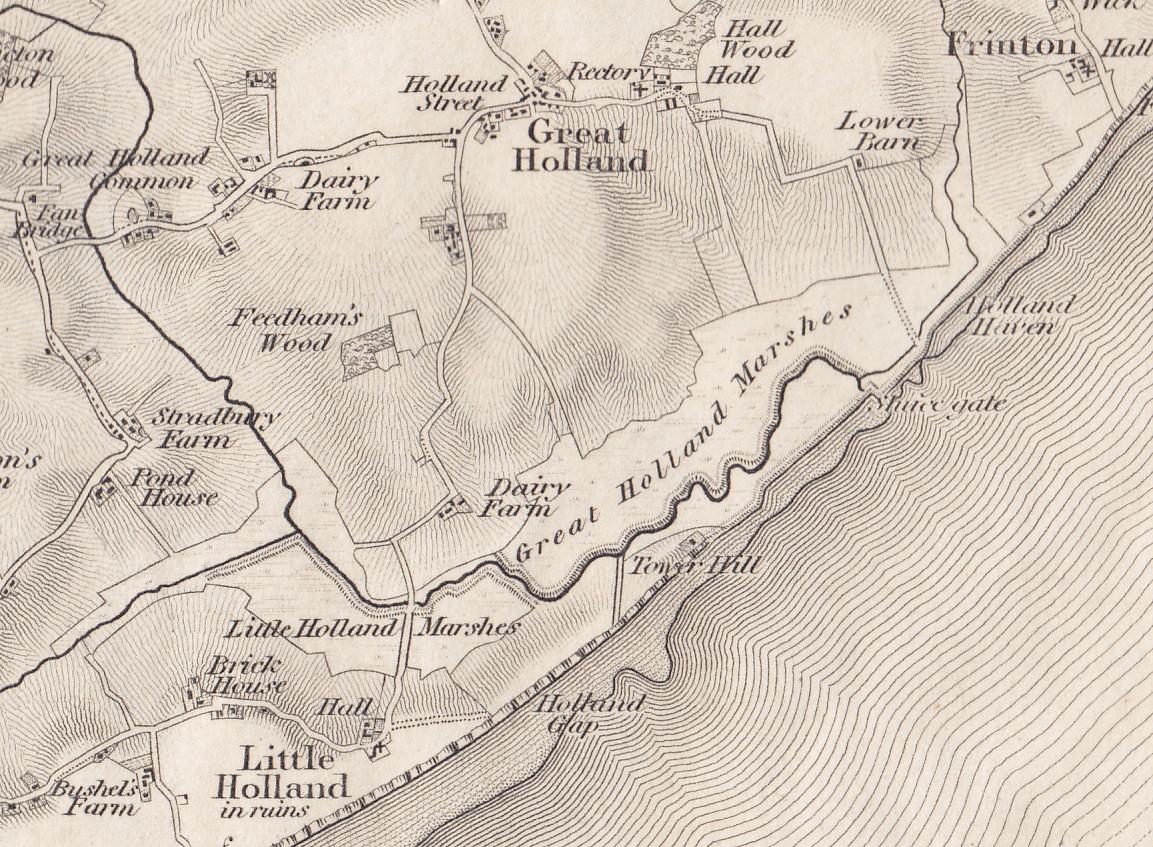 Wick
Hall
Wood
Frinton
Hall
Rectory
Hall
Holland
Street
Great
Holland
Lower
Barn
Great Holland
Common
Dairy
Farm
Fan
Bridge
Holland
Haven
Feedham's
Wood
Great Holland Marshes
Sluice gate
Stradbury
Farm
Pond
House
Dairy
Farm
Tower Hill
Little Holland Marshes
Brick
House
Hall
Holland
Gap
Little
Holland
in ruins
Bushel's
Farm